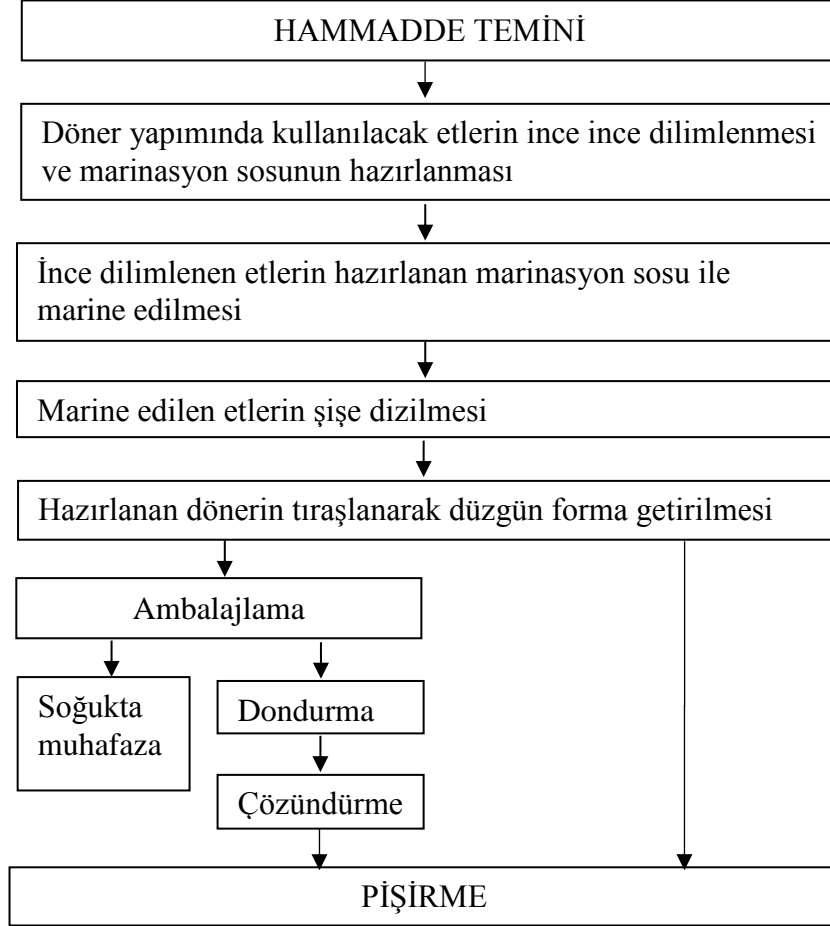 HAMMADDE TEMİNİ
Döner yapımında kullanılacak etlerin ince ince dilimlenmesi
ve marinasyon sosunun hazırlanması
İnce dilimlenen etlerin hazırlanan marinasyon sosu ile
marine edilmesi
Marine edilen etlerin şişe dizilmesi
Hazırlanan dönerin tıraşlanarak düzgün forma getirilmesi
Ambalajlama
Soğukta
muhafaza
Dondurma
Çözündürme
PİŞİRME